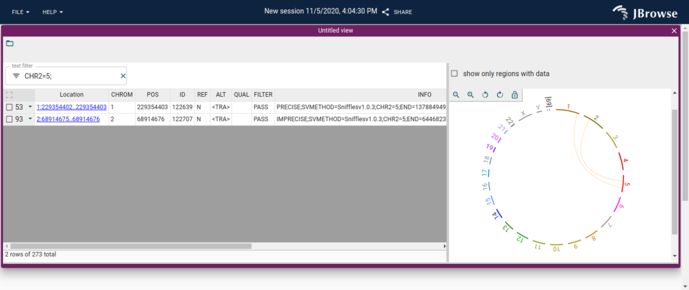 FILE HELP New session 11/5/2020, 4:04:30 PM SHARE JBrowse
Untitled view
text filter
CHR2=5;
show only regions with data
Location CHROM POS ID REF ALT QUAL FILTER INFO
53 1:229354402..229354403 1 229354403 122639 N <TRA> PASS PRECISE;SVMETHOD=Snifflesv1.0.3;CHR2=5;END=137884949;
93 2:68914675..68914676 2 68914676 122707 N <TRA> PASS IMPRECISE;SVMETHOD=Snifflesv1.0.3;CHR2=5;END=6446823
1
2
3
4
5
6
7
8
9
10
11
12
13
14
15
16
17
18
19
20
21
22
X
Y
2 rows of 273 total